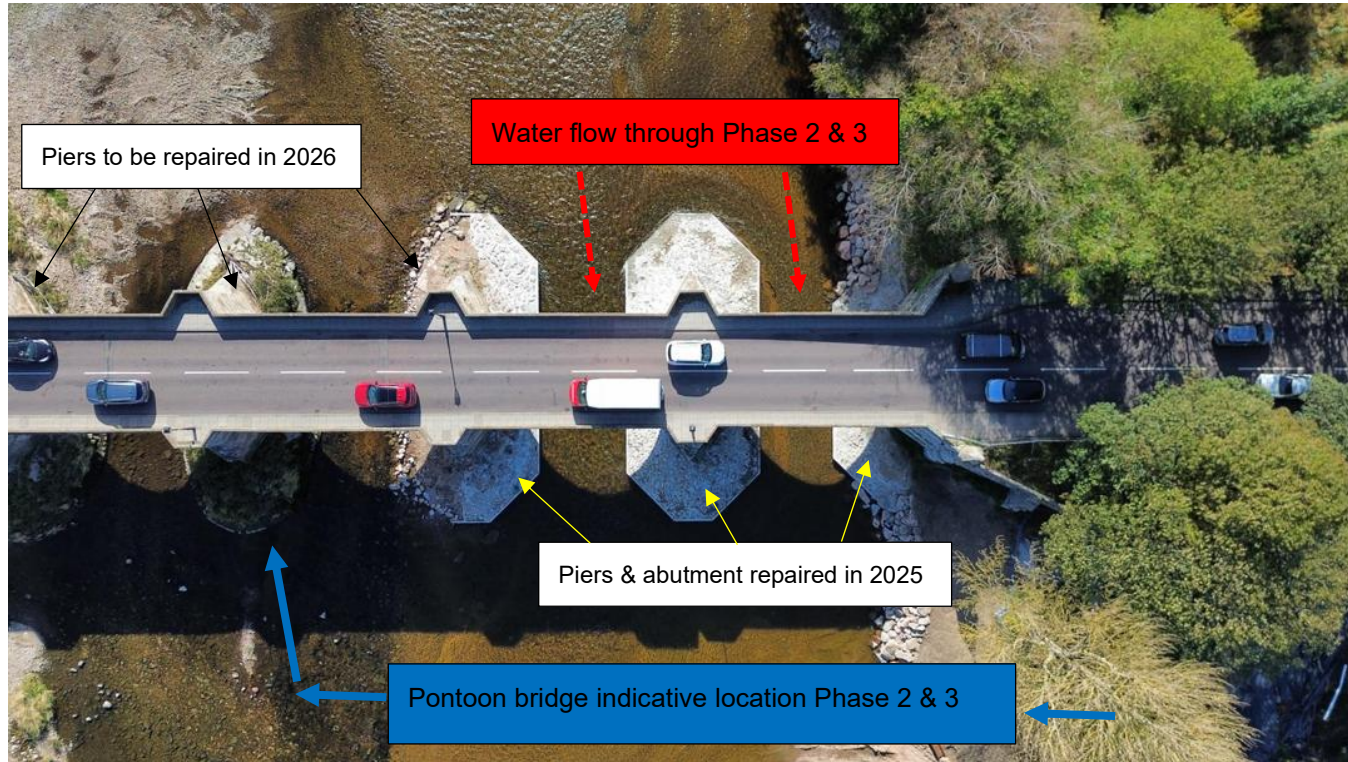 Water flow through Phase 2 & 3
Piers to be repaired in 2026
Piers & abutment repaired in 2025
Pontoon bridge indicative location Phase 2 & 3